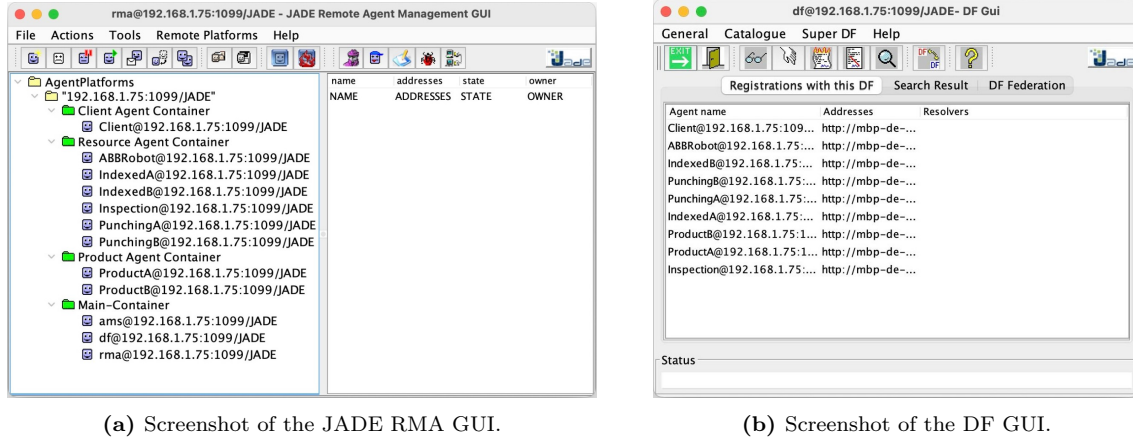 rma@192.168.1.75:1099/JADE - JADE Remote Agent Management GUI
File Actions Tools Remote Platforms Help
Jade
AgentPlatforms
"192.168.1.75:1099/JADE"
Client Agent Container
Client@192.168.1.75:1099/JADE
Resource Agent Container
ABBRobot@192.168.1.75:1099/JADE
IndexedA@192.168.1.75:1099/JADE
IndexedB@192.168.1.75:1099/JADE
Inspection@192.168.1.75:1099/JADE
PunchingA@192.168.1.75:1099/JADE
PunchingB@192.168.1.75:1099/JADE
Product Agent Container
ProductA@192.168.1.75:1099/JADE
ProductB@192.168.1.75:1099/JADE
Main-Container
ams@192.168.1.75:1099/JADE
df@192.168.1.75:1099/JADE
rma@192.168.1.75:1099/JADE
name addresses state owner
NAME ADDRESSES STATE OWNER
(a) Screenshot of the JADE RMA GUI.
df@192.168.1.75:1099/JADE- DF Gui
General Catalogue Super DF Help
EXIT DF DF Jade
Registrations with this DF Search Result DF Federation
Agent name Addresses Resolvers
Client@192.168.1.75:109... http://mbp-de-...
ABBRobot@192.168.1.75:... http://mbp-de-...
IndexedB@192.168.1.75:... http://mbp-de-...
PunchingB@192.168.1.75:... http://mbp-de-...
PunchingA@192.168.1.75:... http://mbp-de-...
IndexedA@192.168.1.75:... http://mbp-de-...
ProductB@192.168.1.75:1... http://mbp-de-...
ProductA@192.168.1.75:1... http://mbp-de-...
Inspection@192.168.1.75:... http://mbp-de-...
Status
(b) Screenshot of the DF GUI.